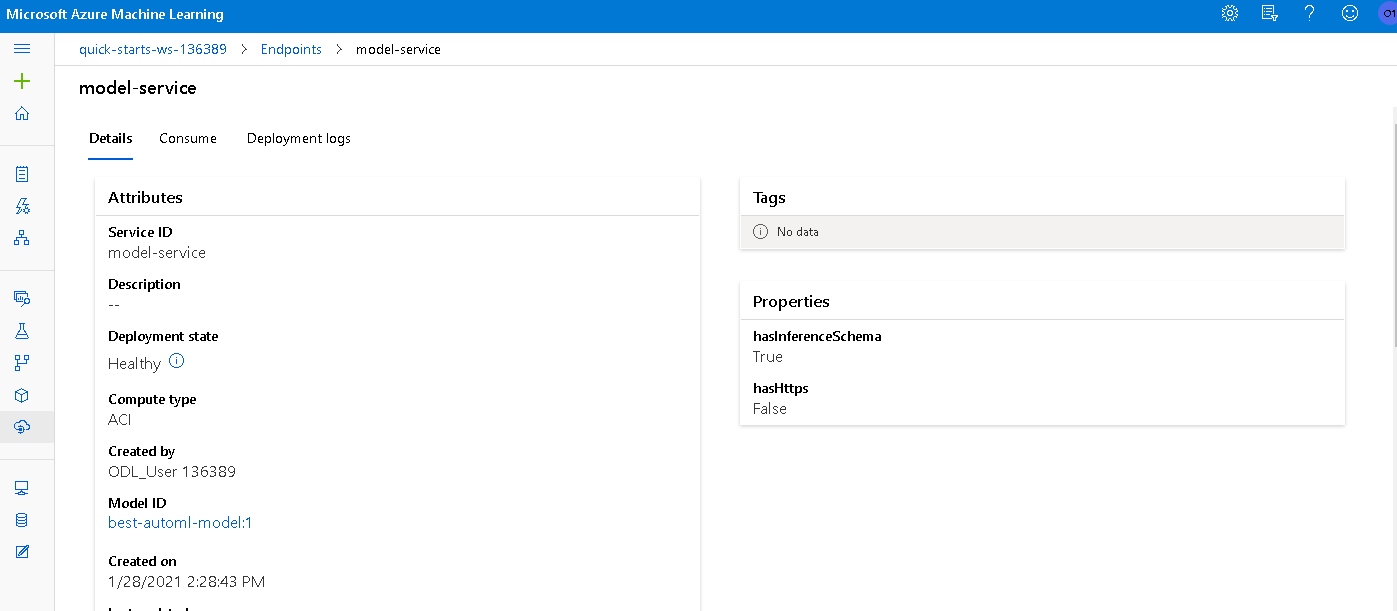 Microsoft Azure Machine Learning
quick-starts-ws-136389 > Endpoints > model-service
model-service
Details Consume Deployment logs
Attributes
Service ID
model-service
Description
--
Deployment state
Healthy
Compute type
ACI
Created by
ODL_User 136389
Model ID
best-automl-model:1
Created on
1/28/2021 2:28:43 PM
Tags
No data
Properties
hasInferenceSchema
True
hasHttps
False